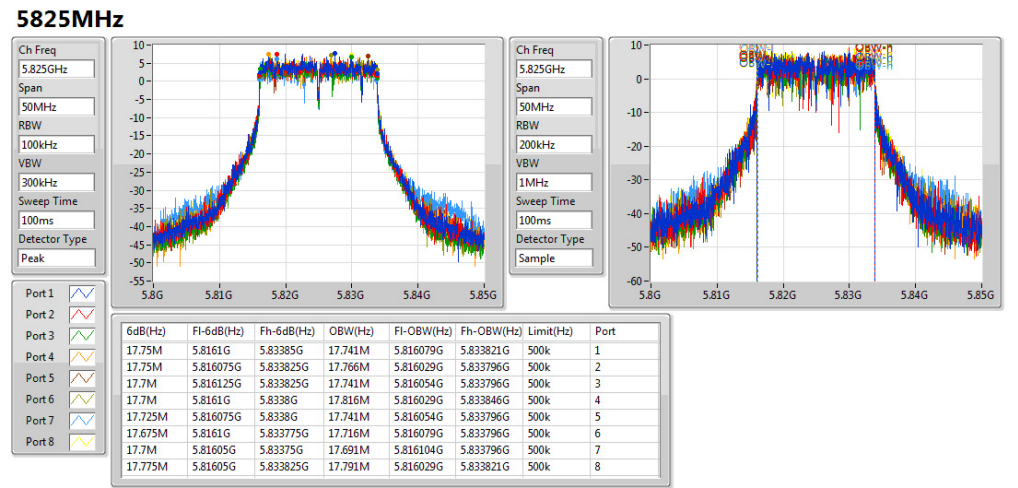 5825MHz
Ch Freq
5.825GHz
Span
50MHz
RBW
100kHz
VBW
300kHz
Sweep Time
100ms
Detector Type
Peak
10
5
0
-5
-10
-15
-20
-25
-30
-35
-40
-45
-50
-55
5.8G 5.81G 5.82G 5.83G 5.84G 5.85G
Ch Freq
5.825GHz
Span
50MHz
RBW
200kHz
VBW
1MHz
Sweep Time
100ms
Detector Type
Sample
10
0
-10
-20
-30
-40
-50
-60
5.8G 5.81G 5.82G 5.83G 5.84G 5.85G
Port 1
Port 2
Port 3
Port 4
Port 5
Port 6
Port 7
Port 8
6dB(Hz) Fl-6dB(Hz) Fh-6dB(Hz) OBW(Hz) Fl-OBW(Hz) Fh-OBW(Hz) Limit(Hz) Port
17.75M 5.8161G 5.83385G 17.741M 5.816079G 5.833821G 500k 1
17.75M 5.816075G 5.833825G 17.766M 5.816029G 5.833796G 500k 2
17.7M 5.816125G 5.833825G 17.741M 5.816054G 5.833796G 500k 3
17.7M 5.8161G 5.8338G 17.816M 5.816029G 5.833846G 500k 4
17.725M 5.816075G 5.8338G 17.741M 5.816054G 5.833796G 500k 5
17.675M 5.8161G 5.833775G 17.716M 5.816079G 5.833796G 500k 6
17.7M 5.81605G 5.83375G 17.691M 5.816104G 5.833796G 500k 7
17.775M 5.81605G 5.833825G 17.791M 5.816029G 5.833821G 500k 8